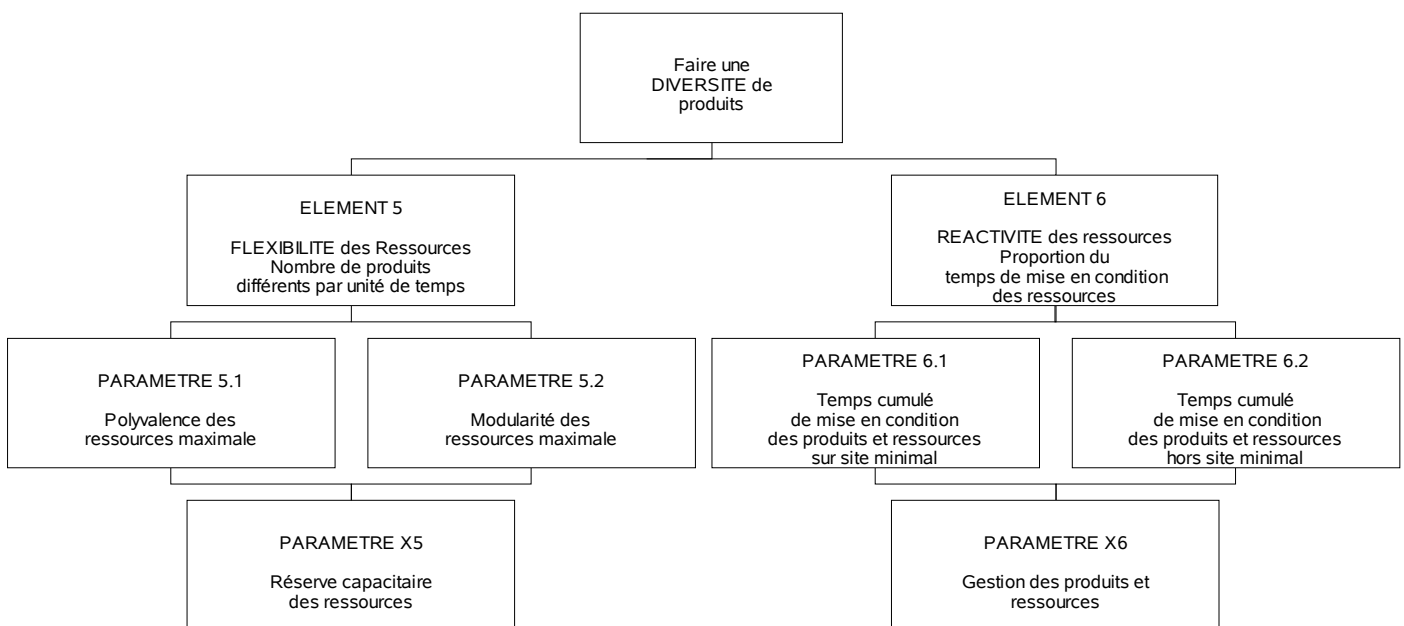 Faire une
DIVERSITE de
produits
ELEMENT 5
FLEXIBILITE des Ressources
Nombre de produits
différents par unité de temps
ELEMENT 6
REACTIVITE des ressources
Proportion du
temps de mise en condition
des ressources
PARAMETRE 5.1
Polyvalence des
ressources maximale
PARAMETRE 5.2
Modularité des
ressources maximale
PARAMETRE 6.1
Temps cumulé
de mise en condition
des produits et ressources
sur site minimal
PARAMETRE 6.2
Temps cumulé
de mise en condition
des produits et ressources
hors site minimal
PARAMETRE X5
Réserve capacitaire
des ressources
PARAMETRE X6
Gestion des produits et
ressources